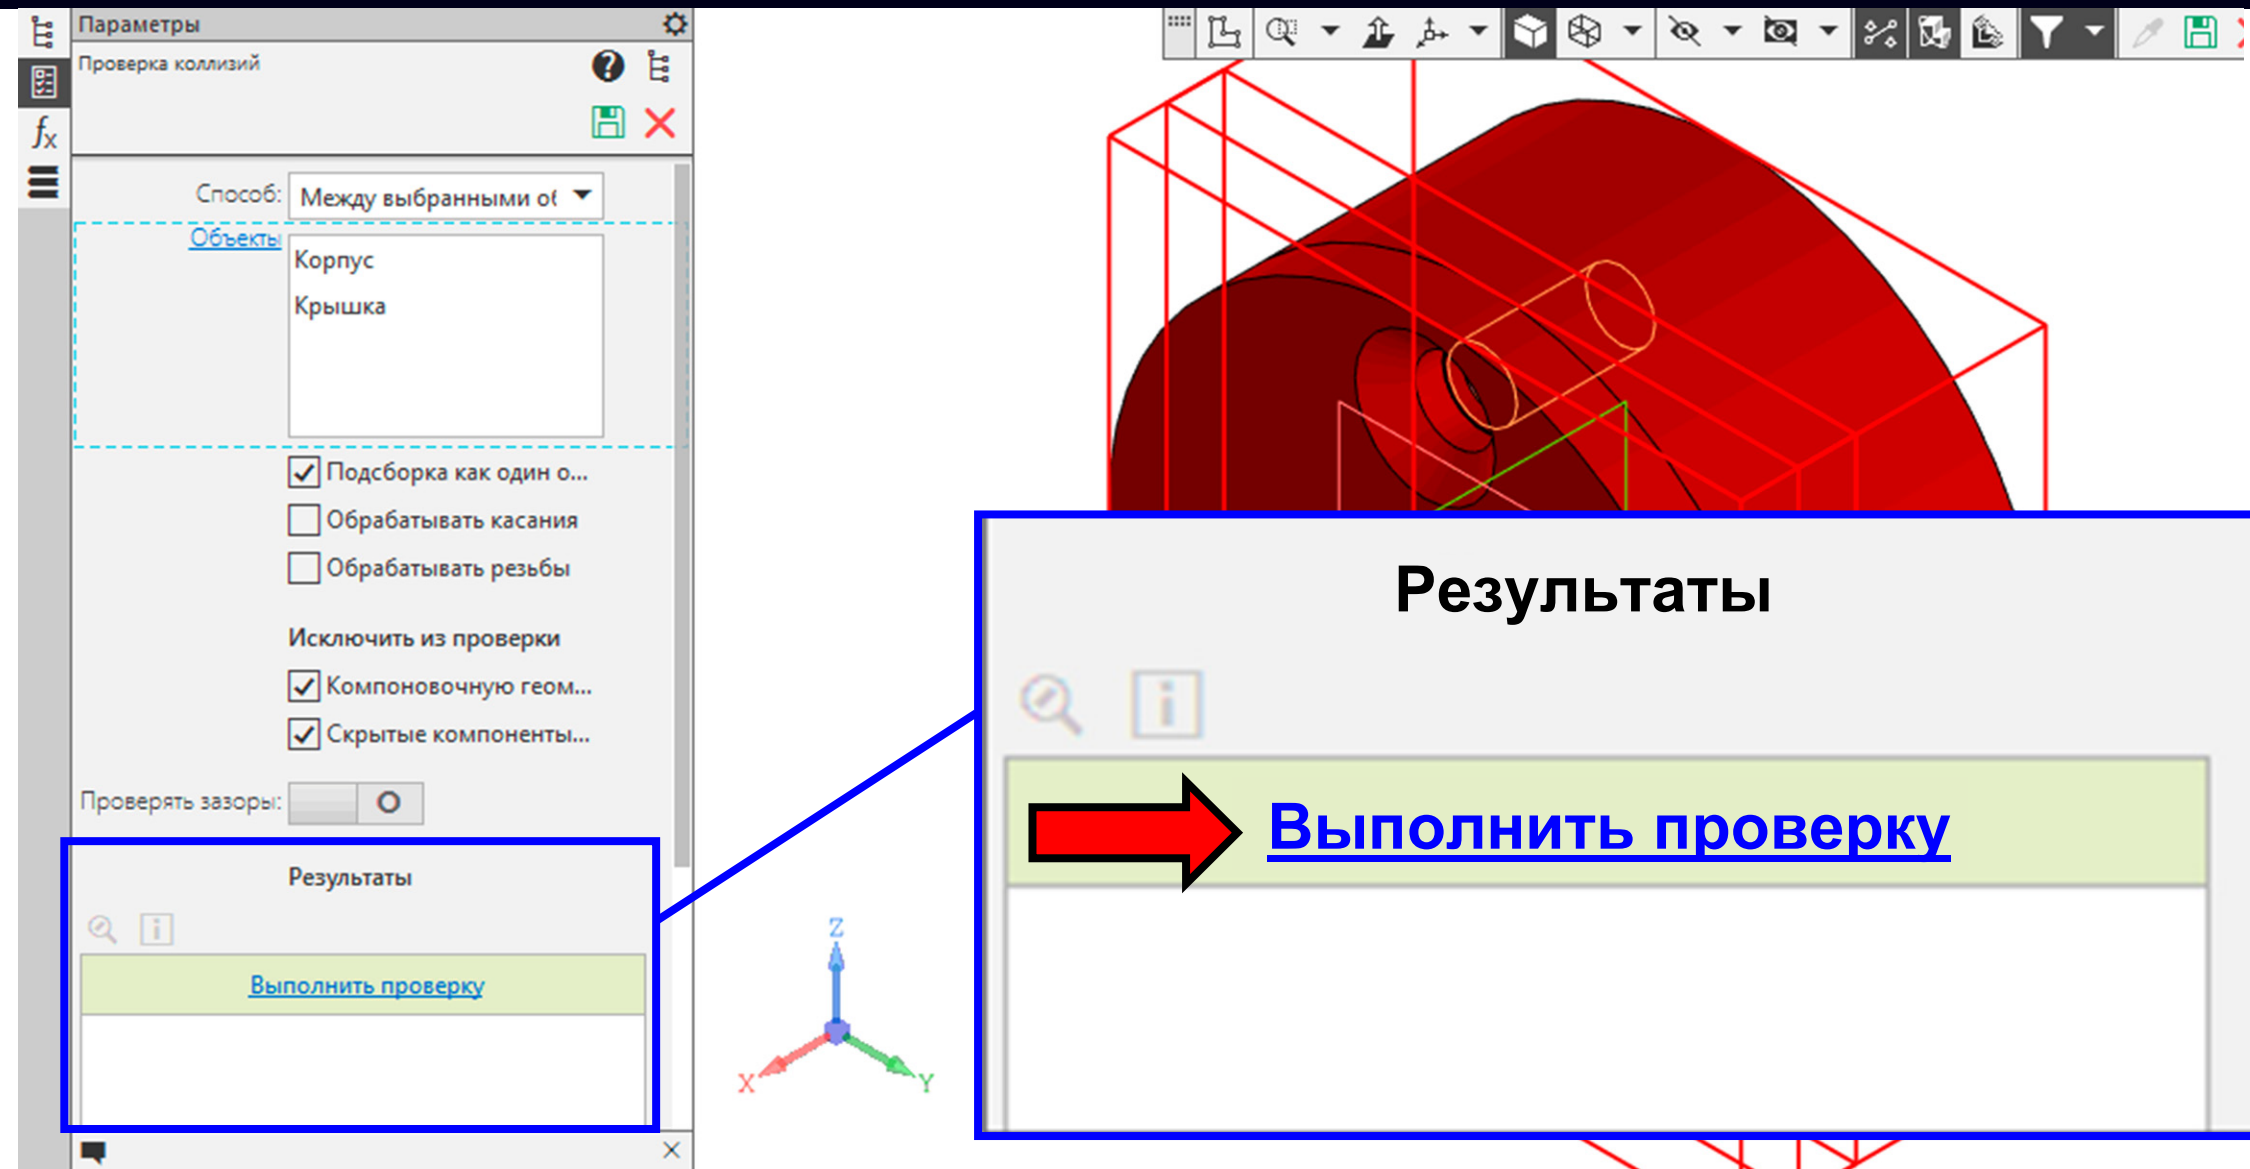 Параметры
Проверка коллизий
Способ: Между выбранными об
Объекты
Корпус
Крышка
Подсборка как один о...
Обрабатывать касания
Обрабатывать резьбы
Исключить из проверки
Компоновочную геом...
Скрытые компоненты...
Проверять зазоры:
Результаты
Выполнить проверку
Z
X
Y
Результаты
Выполнить проверку